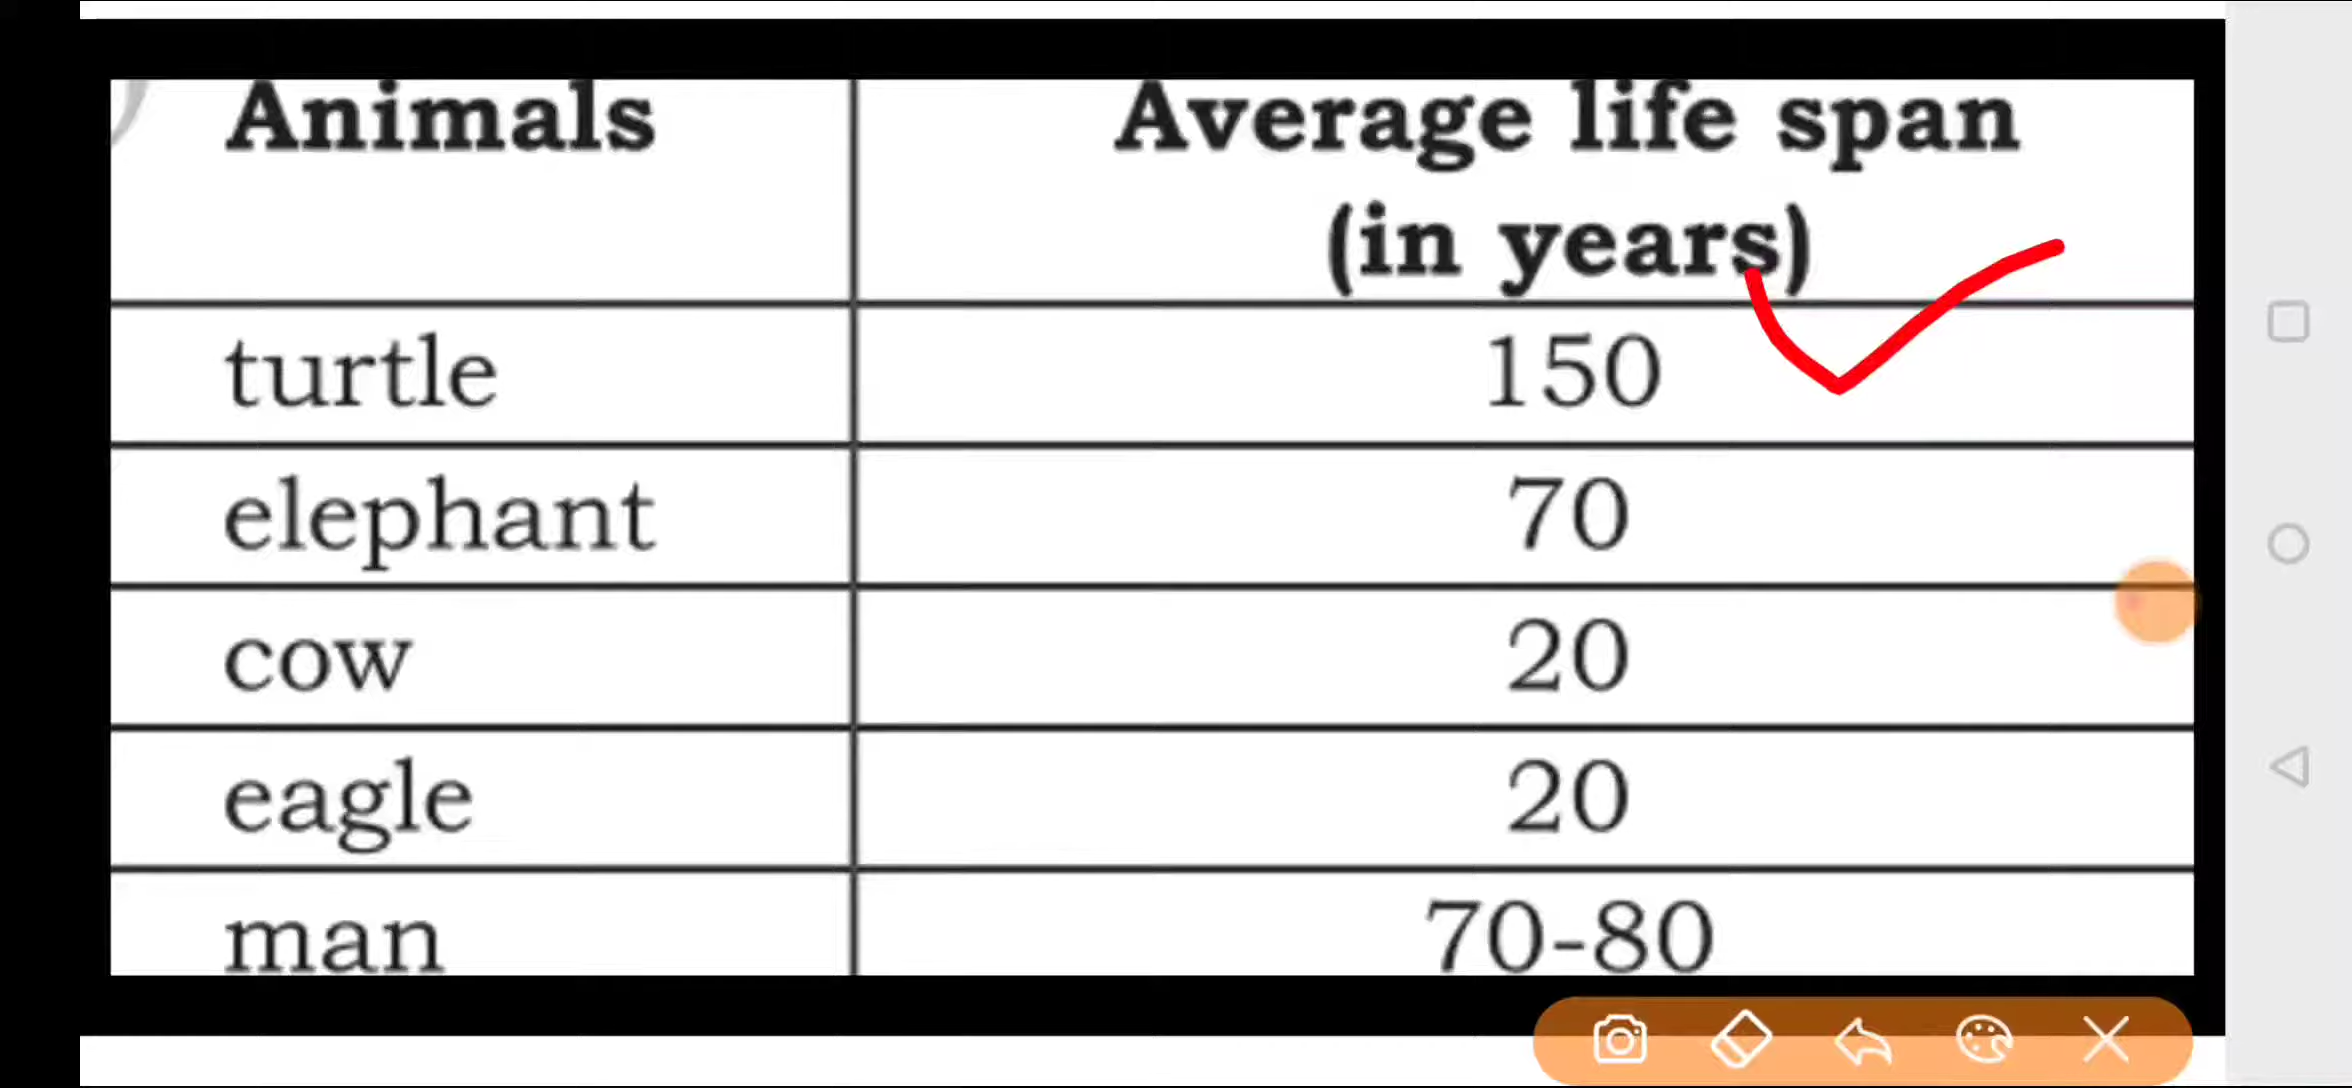 Animals Average life span
(in years)
turtle 150
elephant 70
cow 20
eagle 20
man 70-80